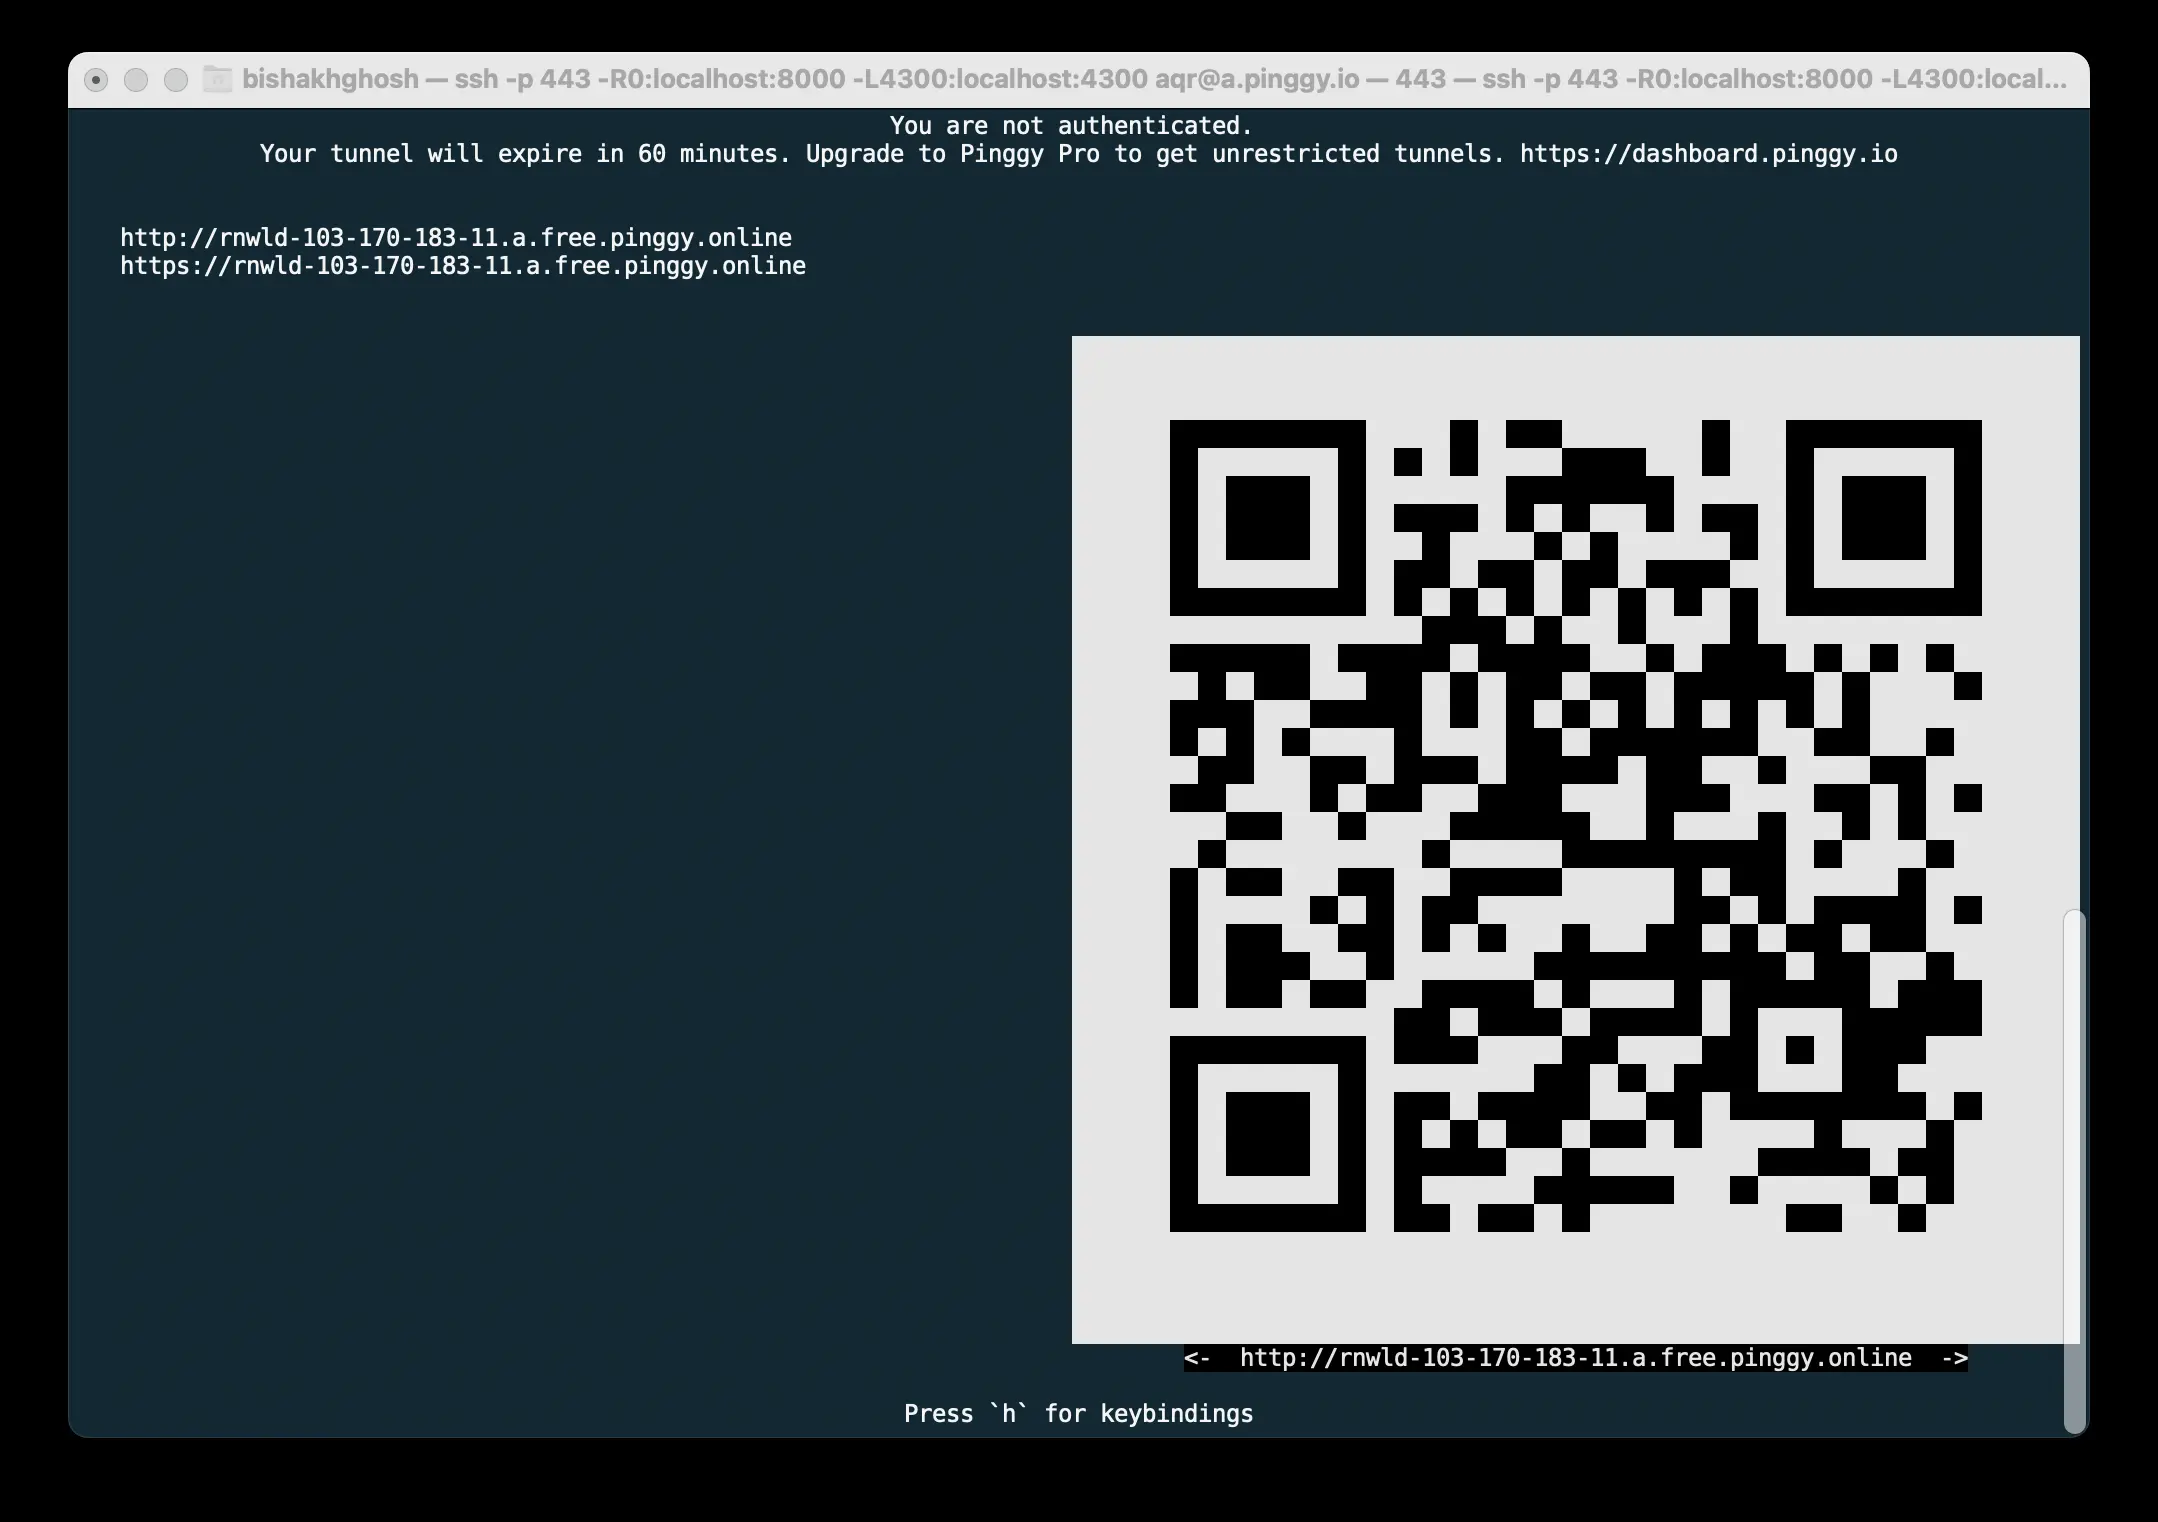 bishakhghosh — ssh -p 443 -R0:localhost:8000 -L4300:localhost:4300 aqr@a.pinggy.io — 443 — ssh -p 443 -R0:localhost:8000 -L4300:local...
You are not authenticated.
Your tunnel will expire in 60 minutes. Upgrade to Pinggy Pro to get unrestricted tunnels. https://dashboard.pinggy.io
http://rnwld-103-170-183-11.a.free.pinggy.online
https://rnwld-103-170-183-11.a.free.pinggy.online
<-  http://rnwld-103-170-183-11.a.free.pinggy.online  ->
Press `h` for keybindings